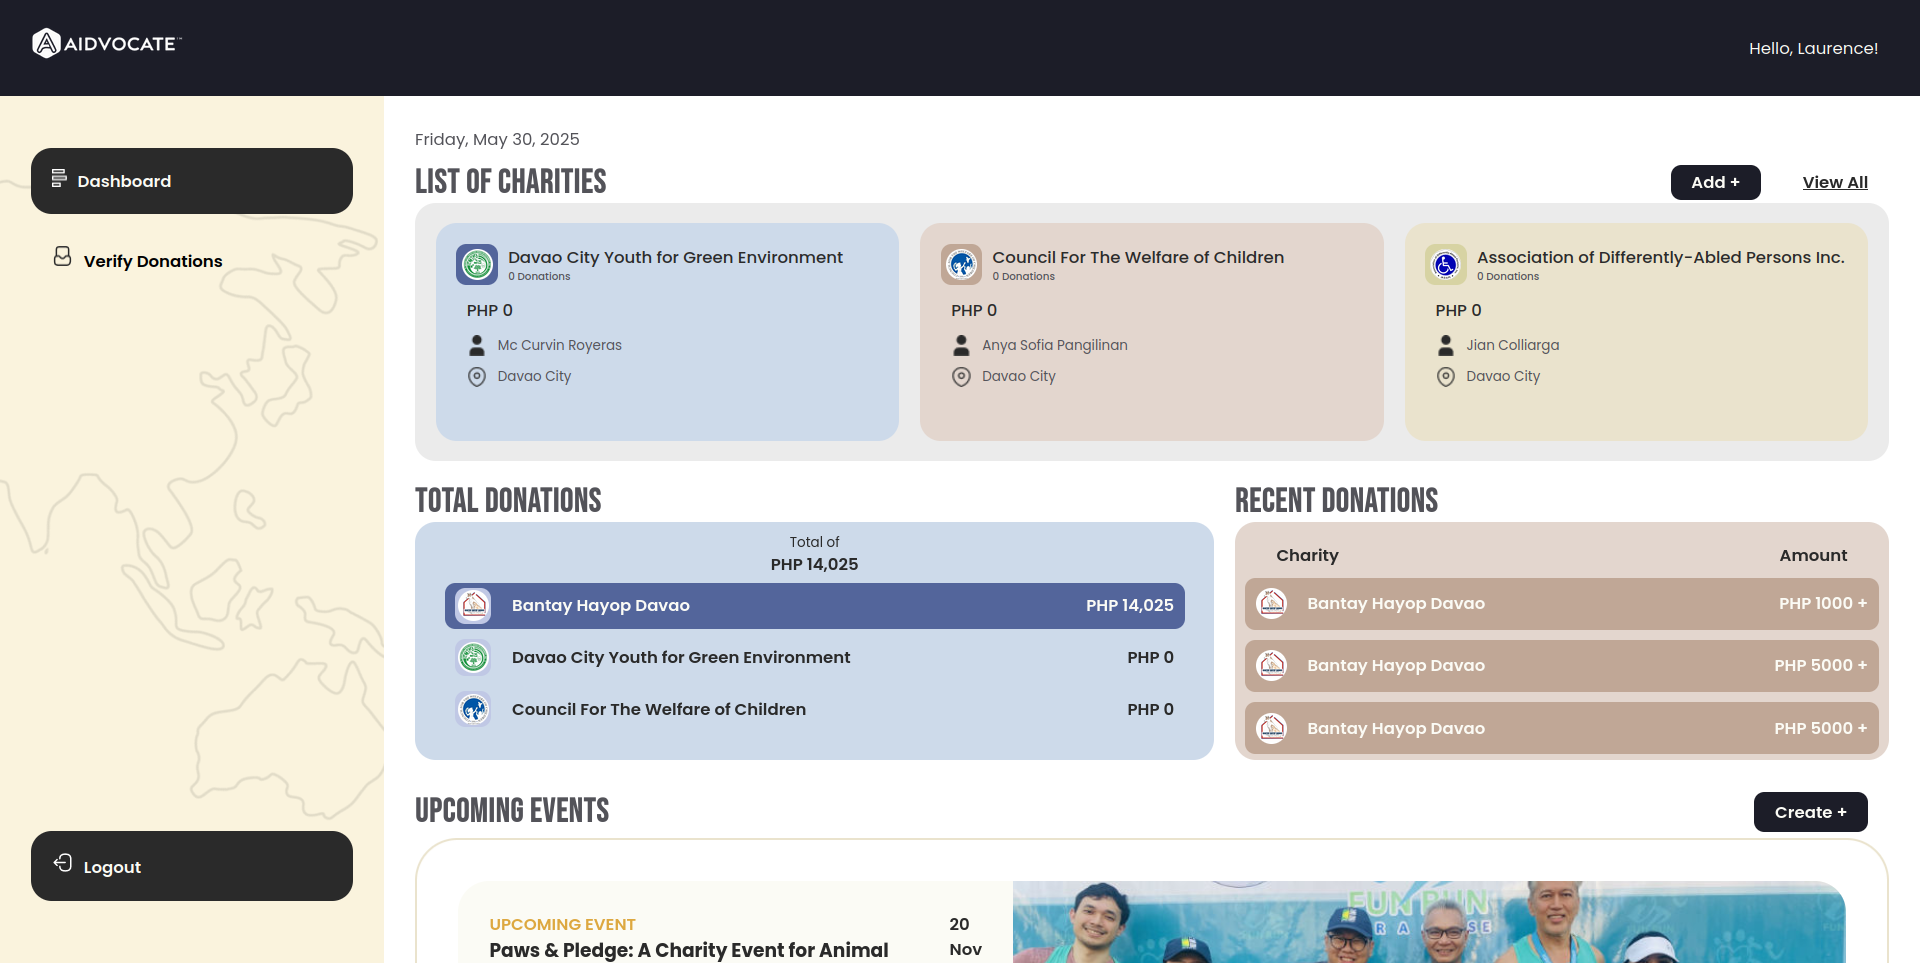 AIDVOCATE
Hello, Laurence!
Dashboard
Verify Donations
Logout
Friday, May 30, 2025
LIST OF CHARITIES
Add +
View All
Davao City Youth for Green Environment
0 Donations
PHP 0
Mc Curvin Royeras
Davao City
Council For The Welfare of Children
0 Donations
PHP 0
Anya Sofia Pangilinan
Davao City
Association of Differently-Abled Persons Inc.
0 Donations
PHP 0
Jian Colliarga
Davao City
TOTAL DONATIONS
Total of
PHP 14,025
Bantay Hayop Davao PHP 14,025
Davao City Youth for Green Environment PHP 0
Council For The Welfare of Children PHP 0
RECENT DONATIONS
Charity Amount
Bantay Hayop Davao PHP 1000 +
Bantay Hayop Davao PHP 5000 +
Bantay Hayop Davao PHP 5000 +
UPCOMING EVENTS
Create +
UPCOMING EVENT
Paws & Pledge: A Charity Event for Animal
20
Nov
FUN RUN